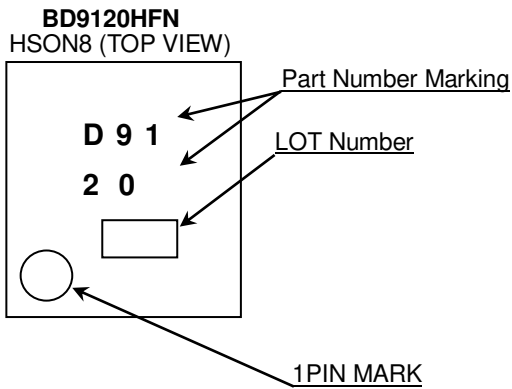 BD9120HFN
HSON8 (TOP VIEW)
Part Number Marking
D 9 1
LOT Number
2 0
1PIN MARK